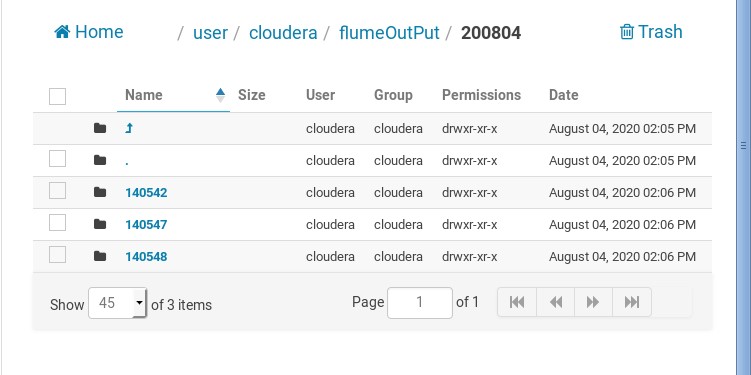 Home / user / cloudera / flumeOutPut / 200804 Trash
Name Size User Group Permissions Date
cloudera cloudera drwxr-xr-x August 04, 2020 02:05 PM
. cloudera cloudera drwxr-xr-x August 04, 2020 02:05 PM
140542 cloudera cloudera drwxr-xr-x August 04, 2020 02:06 PM
140547 cloudera cloudera drwxr-xr-x August 04, 2020 02:06 PM
140548 cloudera cloudera drwxr-xr-x August 04, 2020 02:06 PM
Show 45 of 3 items Page 1 of 1